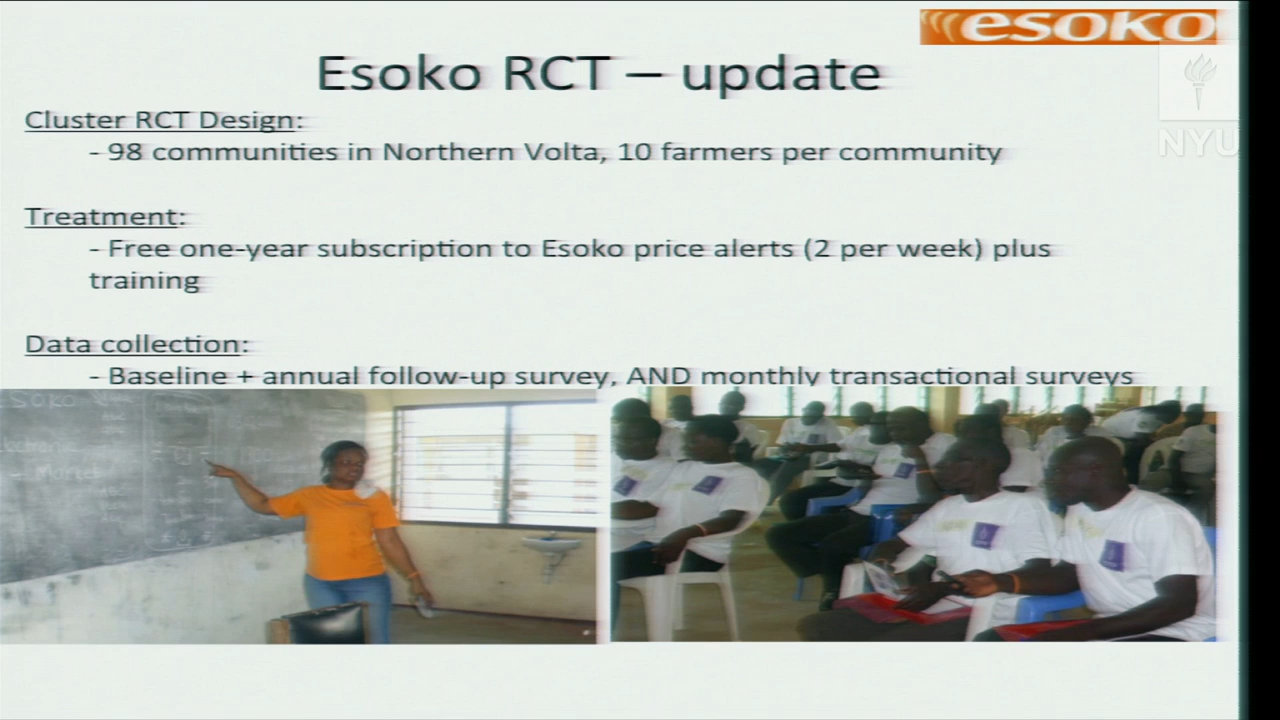 esoko
Esoko RCT – update
NYU
Cluster RCT Design:
- 98 communities in Northern Volta, 10 farmers per community
Treatment:
- Free one-year subscription to Esoko price alerts (2 per week) plus
training
Data collection:
- Baseline + annual follow-up survey, AND monthly transactional surveys
Market